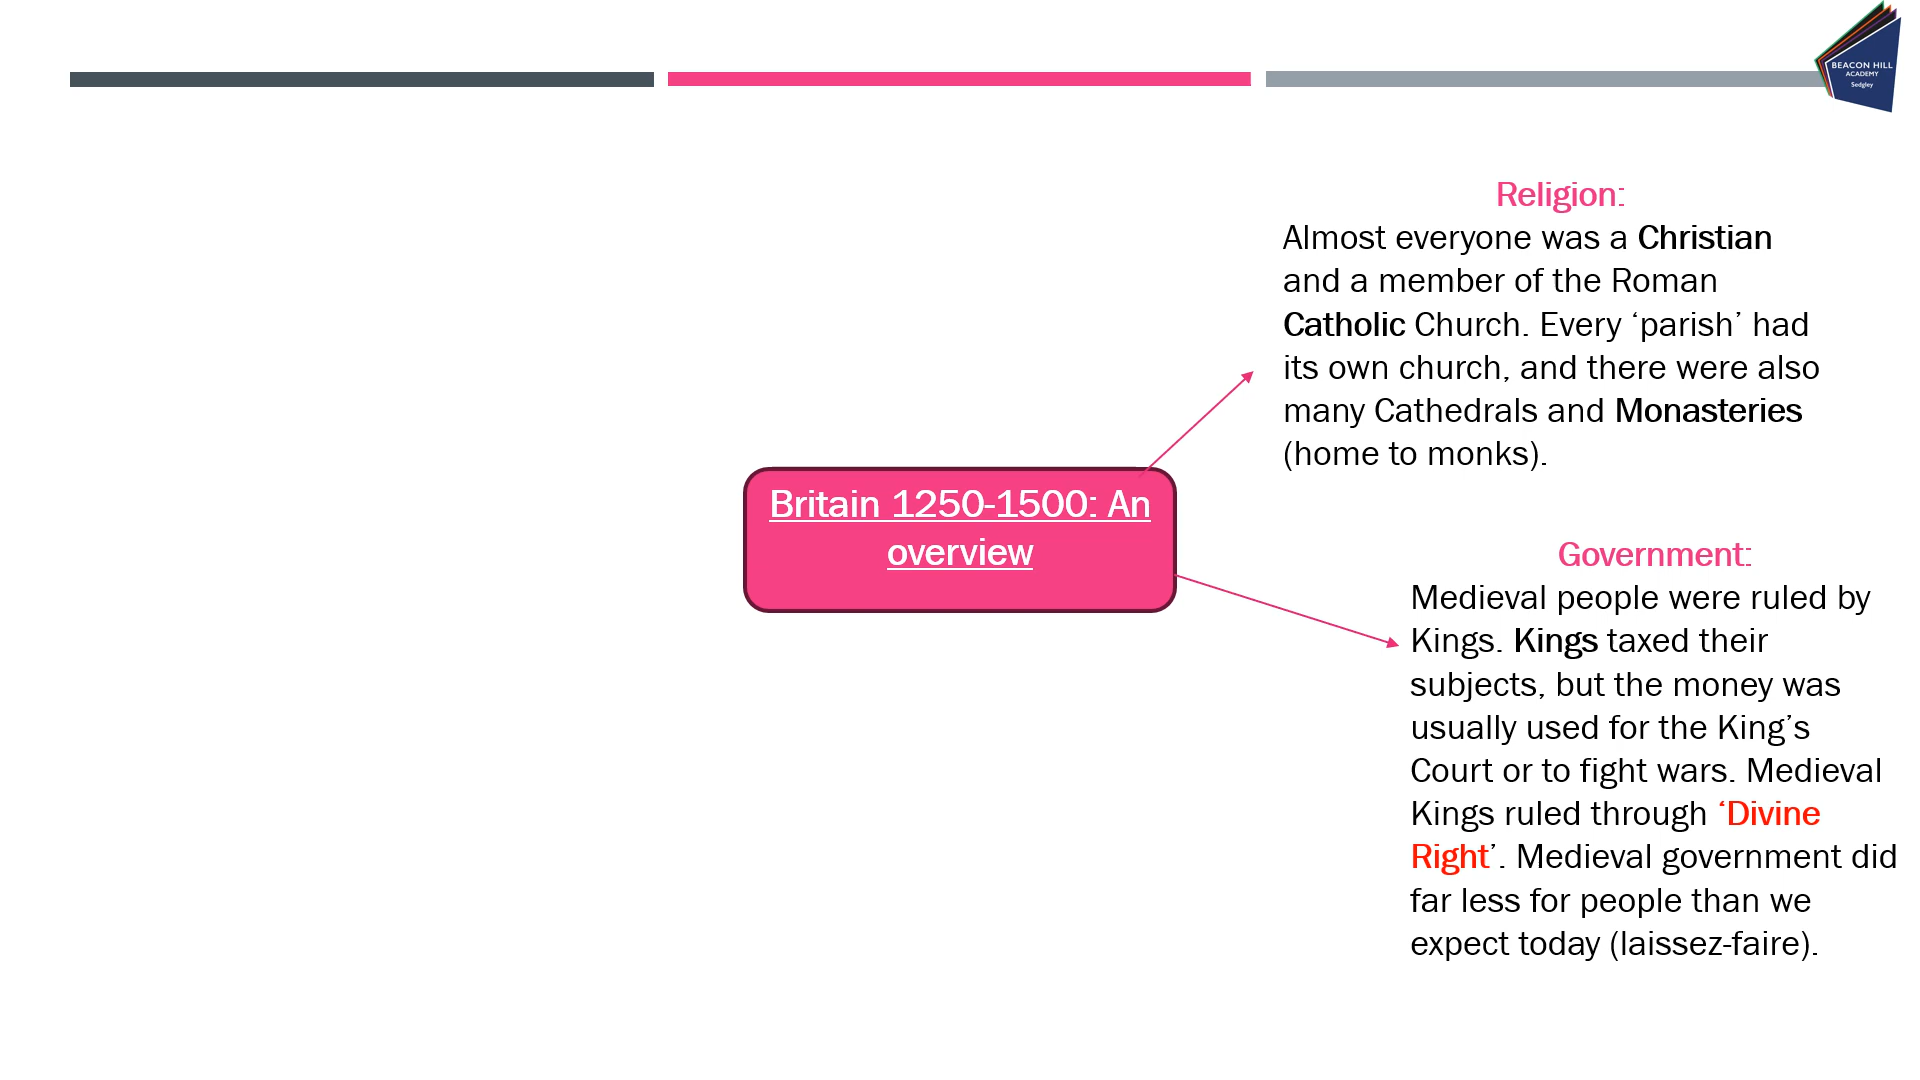 BEACON HILL
ACADEMY
Sedgley
Religion:
Almost everyone was a Christian
and a member of the Roman
Catholic Church. Every ‘parish’ had
its own church, and there were also
many Cathedrals and Monasteries
(home to monks).
Britain 1250-1500: An
overview
Government:
Medieval people were ruled by
Kings. Kings taxed their
subjects, but the money was
usually used for the King’s
Court or to fight wars. Medieval
Kings ruled through ‘Divine
Right’. Medieval government did
far less for people than we
expect today (laissez-faire).